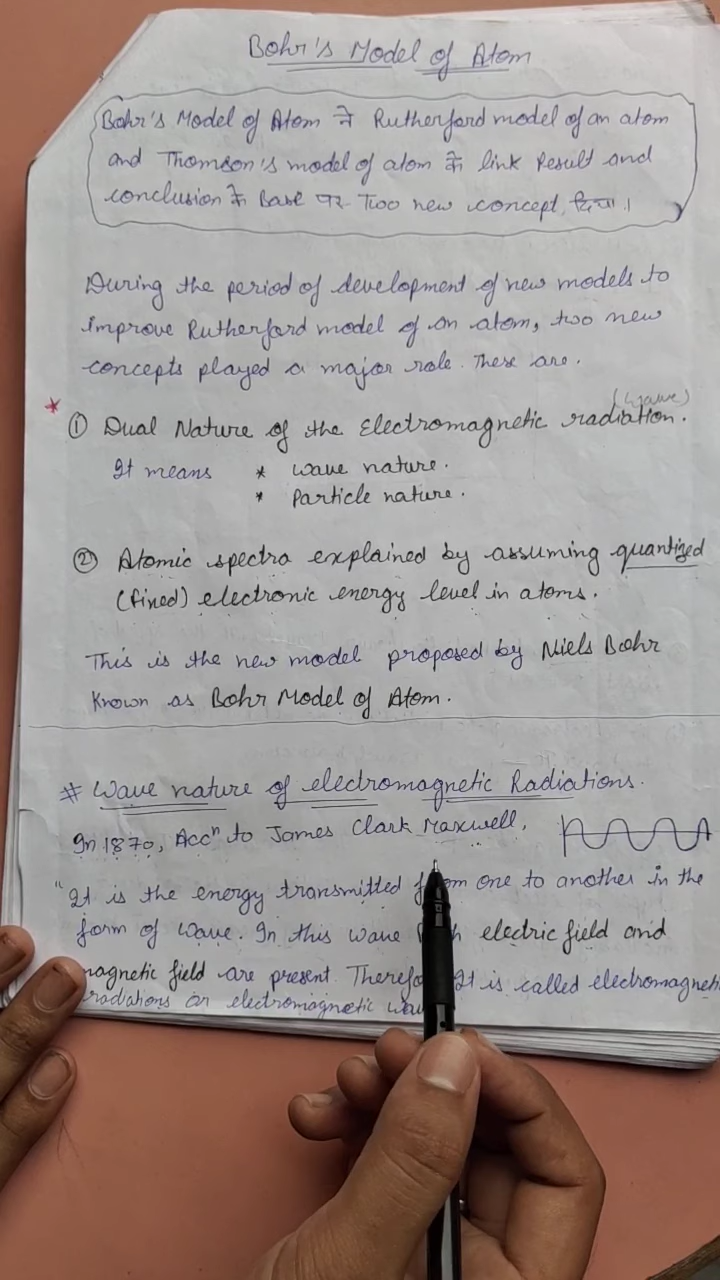 Bohr's Model of Atom
Bohr's Model of Atom ने Rutherford model of an atom
and Thomson's model of atom के link Result and
conclusion के Base पर Two new concept, दिया।
During the period of development of new models to
improve Rutherford model of an atom, two new
concepts played a major role. These are.
(wave)
① Dual Nature of the Electromagnetic radiation.
It means * wave nature.
* Particle nature.
② Atomic spectra explained by assuming quantized
(fixed) electronic energy level in atoms.
This is the new model proposed by Niels Bohr
Known as Bohr Model of Atom.
# Wave nature of electromagnetic Radiations.
In 1870, Accⁿ to James Clark Maxwell,
"It is the energy transmitted from one to another in the
form of Wave. In this wave electric field and
magnetic field are present. Therefore It is called electromagnetic
radiations or electromagnetic wave